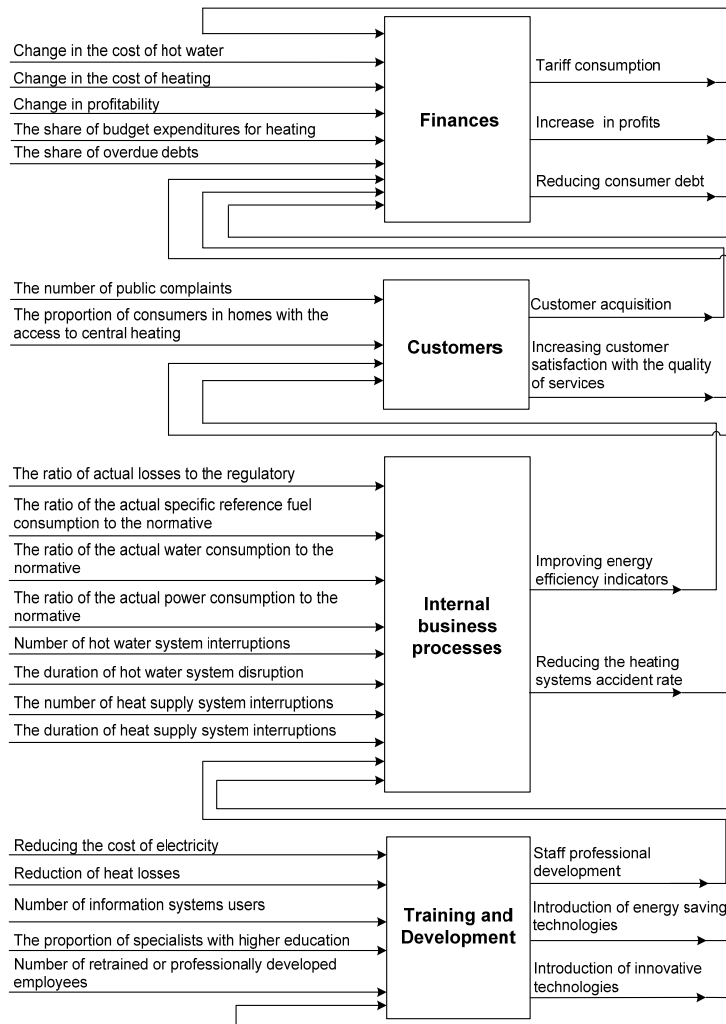 Change in the cost of hot water
Change in the cost of heating
Change in profitability
The share of budget expenditures for heating
The share of overdue debts
Finances
Tariff consumption
Increase in profits
Reducing consumer debt
The number of public complaints
The proportion of consumers in homes with the
access to central heating
Customers
Customer acquisition
Increasing customer
satisfaction with the quality
of services
The ratio of actual losses to the regulatory
The ratio of the actual specific reference fuel
consumption to the normative
The ratio of the actual water consumption to the
normative
The ratio of the actual power consumption to the
normative
Number of hot water system interruptions
The duration of hot water system disruption
The number of heat supply system interruptions
The duration of heat supply system interruptions
Internal
business
processes
Improving energy
efficiency indicators
Reducing the heating
systems accident rate
Reducing the cost of electricity
Reduction of heat losses
Number of information systems users
The proportion of specialists with higher education
Number of retrained or professionally developed
employees
Training and
Development
Staff professional
development
Introduction of energy saving
technologies
Introduction of innovative
technologies